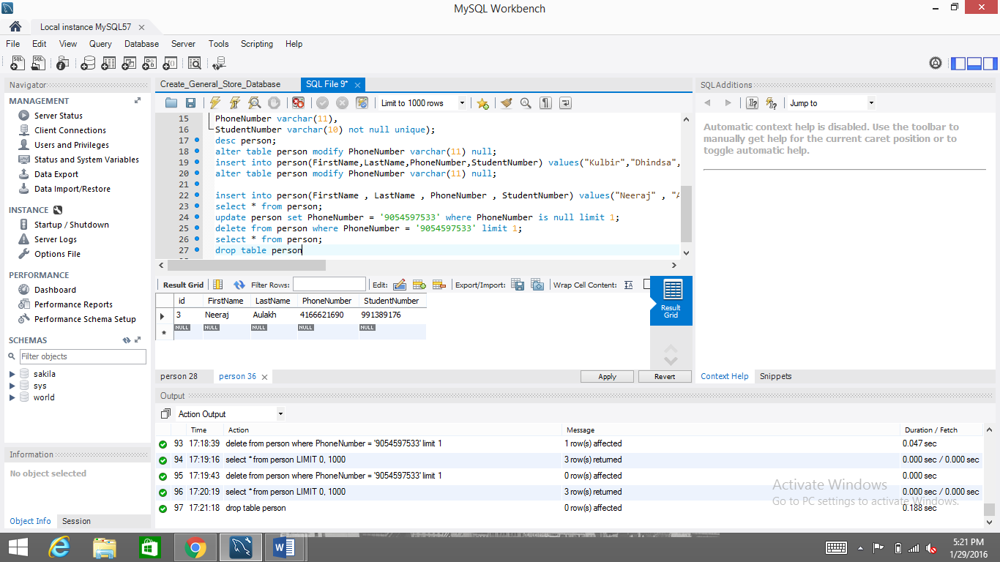 MySQL Workbench
Local instance MySQL57
File Edit View Query Database Server Tools Scripting Help
Navigator
MANAGEMENT
Server Status
Client Connections
Users and Privileges
Status and System Variables
Data Export
Data Import/Restore
INSTANCE
Startup / Shutdown
Server Logs
Options File
PERFORMANCE
Dashboard
Performance Reports
Performance Schema Setup
SCHEMAS
Filter objects
sakila
sys
world
Information
No object selected
Object Info Session
Create_General_Store_Database SQL File 9*
Limit to 1000 rows
15 PhoneNumber varchar(11),
16 StudentNumber varchar(10) not null unique);
17 desc person;
18 alter table person modify PhoneNumber varchar(11) null;
19 insert into person(FirstName,LastName,PhoneNumber,StudentNumber) values("Kulbir","Dhindsa",
20 alter table person modify PhoneNumber varchar(11) null;
21
22 insert into person(FirstName , LastName , PhoneNumber , StudentNumber) values("Neeraj" , "A
23 select * from person;
24 update person set PhoneNumber = '9054597533' where PhoneNumber is null limit 1;
25 delete from person where PhoneNumber = '9054597533' limit 1;
26 select * from person;
27 drop table person
Result Grid Filter Rows: Edit: Export/Import: Wrap Cell Content:
id FirstName LastName PhoneNumber StudentNumber
3 Neeraj Aulakh 4166621690 991389176
NULL NULL NULL NULL NULL
Result
Grid
person 28 person 36 Apply Revert
SQLAdditions
Jump to
Automatic context help is disabled. Use the toolbar to
manually get help for the current caret position or to
toggle automatic help.
Context Help Snippets
Output
Action Output
Time Action Message Duration / Fetch
93 17:18:39 delete from person where PhoneNumber = '9054597533' limit 1 1 row(s) affected 0.047 sec
94 17:19:16 select * from person LIMIT 0, 1000 3 row(s) returned 0.000 sec / 0.000 sec
95 17:19:43 delete from person where PhoneNumber = '9054597533' limit 1 0 row(s) affected 0.000 sec
96 17:20:19 select * from person LIMIT 0, 1000 3 row(s) returned 0.000 sec / 0.000 sec
97 17:21:18 drop table person 0 row(s) affected 0.188 sec
Activate Windows
Go to PC settings to activate Windows.
5:21 PM
1/29/2016